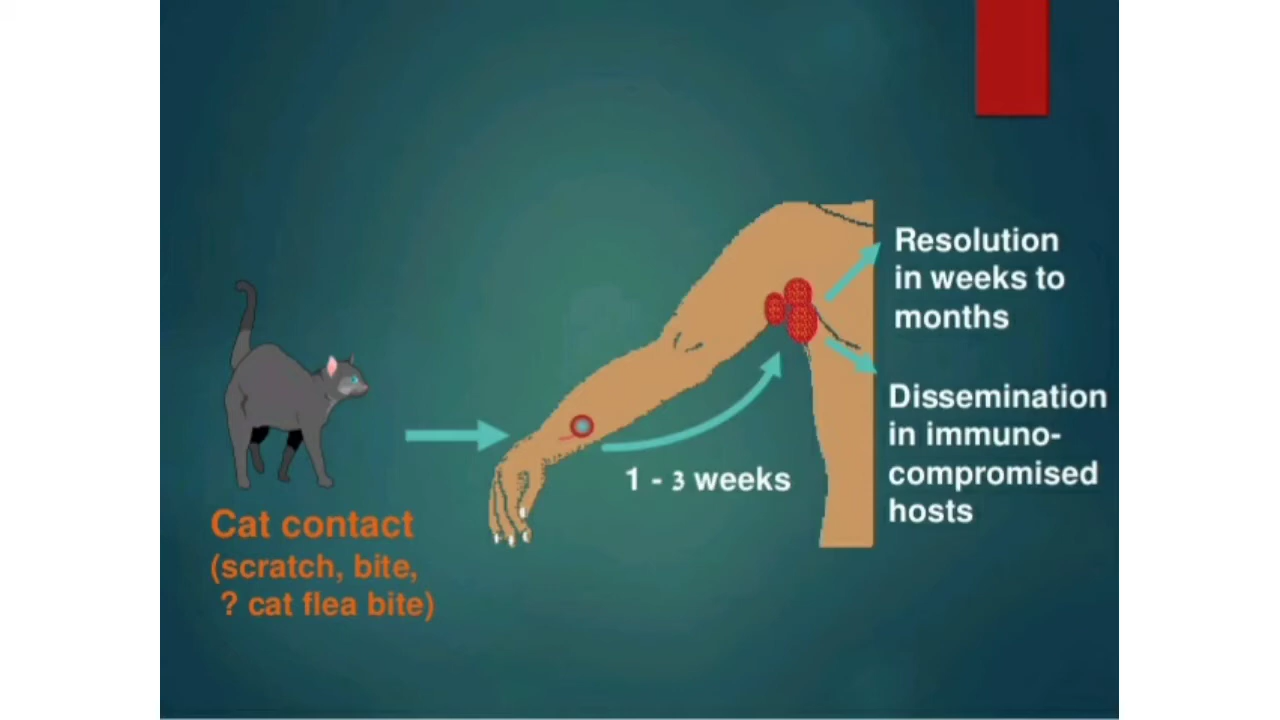 Resolution
in weeks to
months
Dissemination
in immuno-
compromised
hosts
1 - 3 weeks
Cat contact
(scratch, bite,
? cat flea bite)